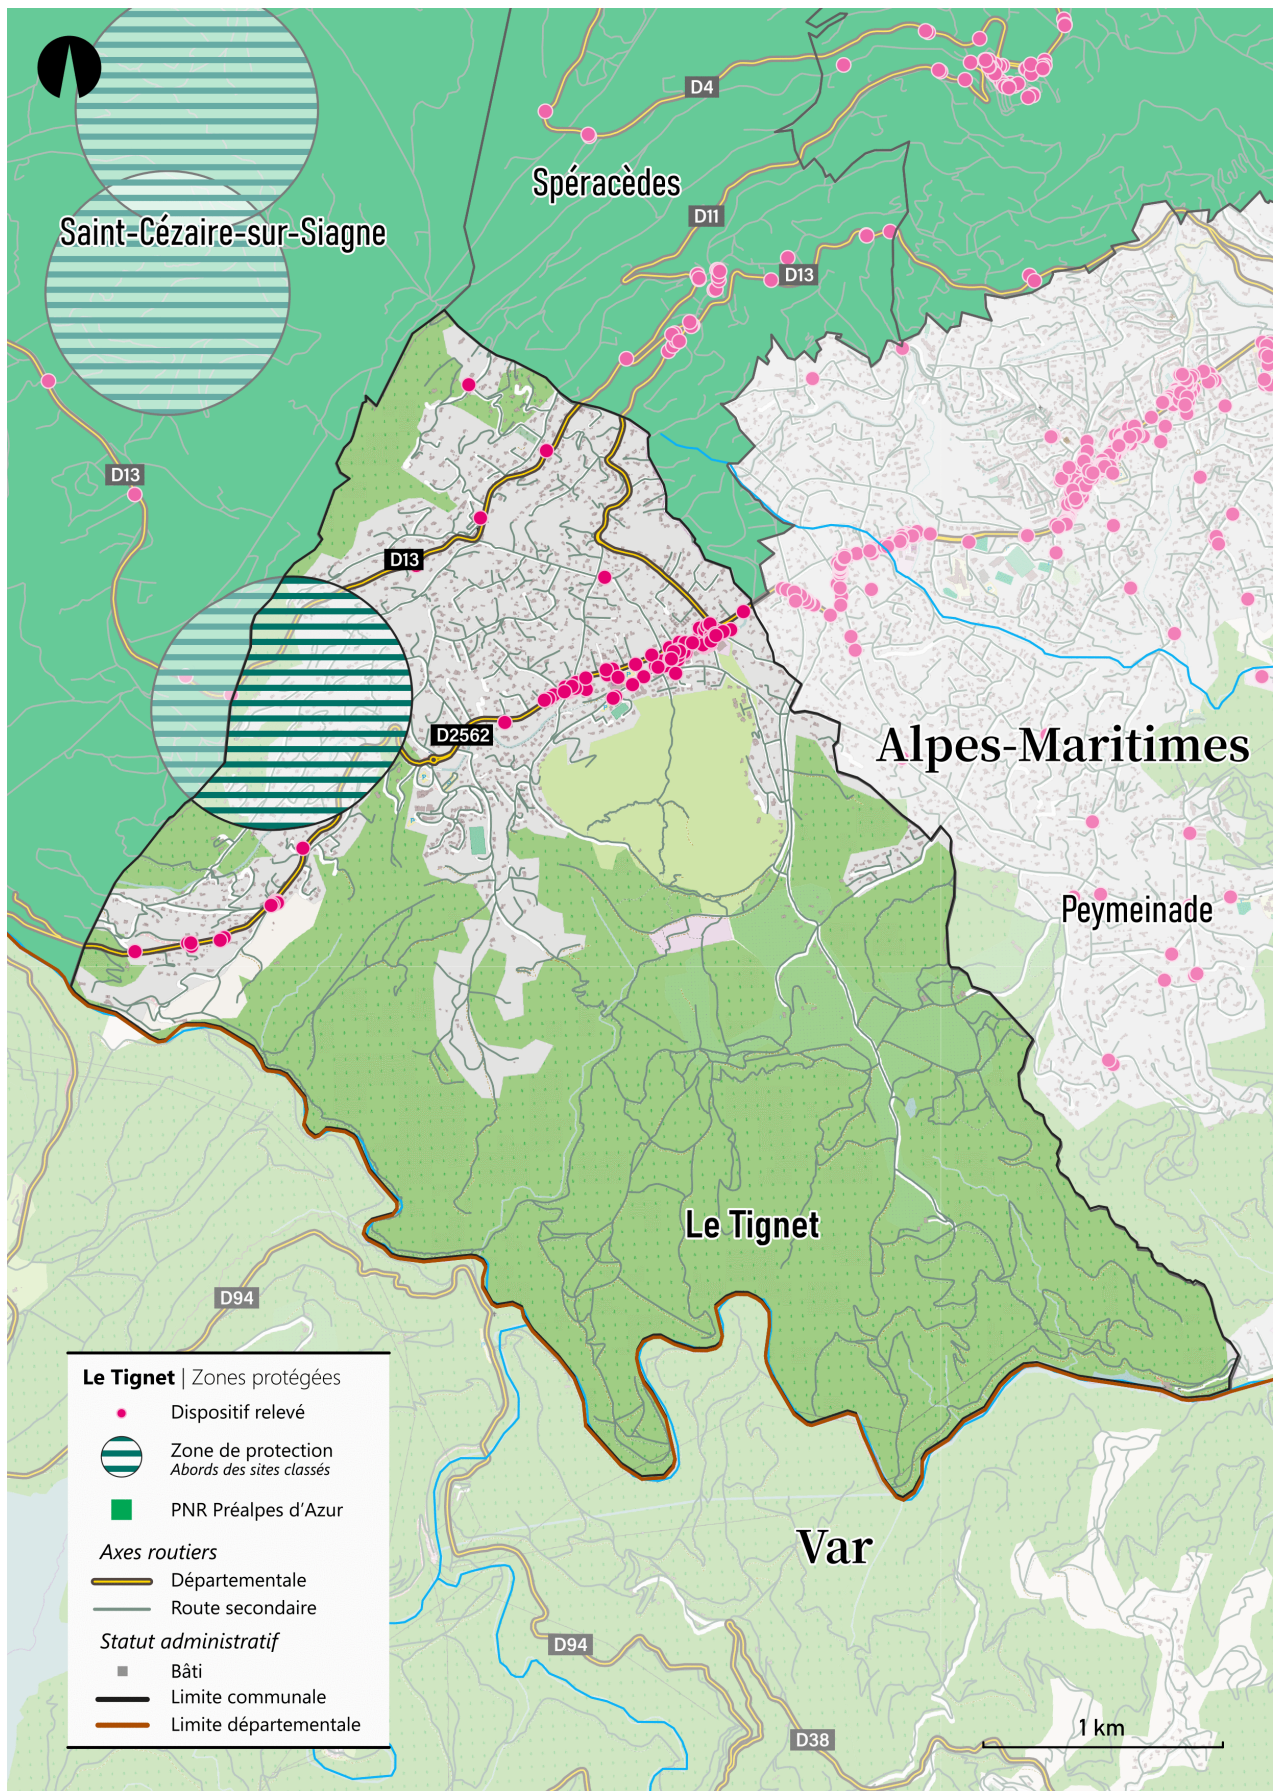 D4
Spéracèdes
D11
Saint-Cézaire-sur-Siagne
D13
D13
D13
D2562
Alpes-Maritimes
Peymeinade
Le Tignet
D94
Le Tignet | Zones protégées
Dispositif relevé
Zone de protection
Abords des sites classés
PNR Préalpes d’Azur
Axes routiers
Départementale
Route secondaire
Statut administratif
Bâti
Limite communale
Limite départementale
Var
D94
D38
1 km